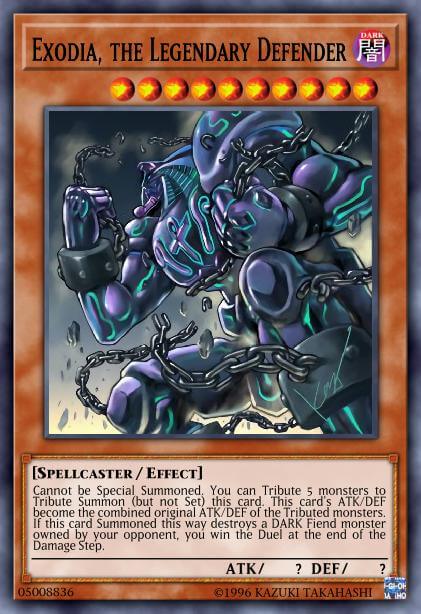 EXODIA, THE LEGENDARY DEFENDER
DARK
闇
[SPELLCASTER / EFFECT]
Cannot be Special Summoned. You can Tribute 5 monsters to
Tribute Summon (but not Set) this card. This card's ATK/DEF
become the combined original ATK/DEF of the Tributed monsters.
If this card Summoned this way destroys a DARK Fiend monster
owned by your opponent, you win the Duel at the end of the
Damage Step.
ATK/ ? DEF/ ?
05008836 ©1996 KAZUKI TAKAHASHI